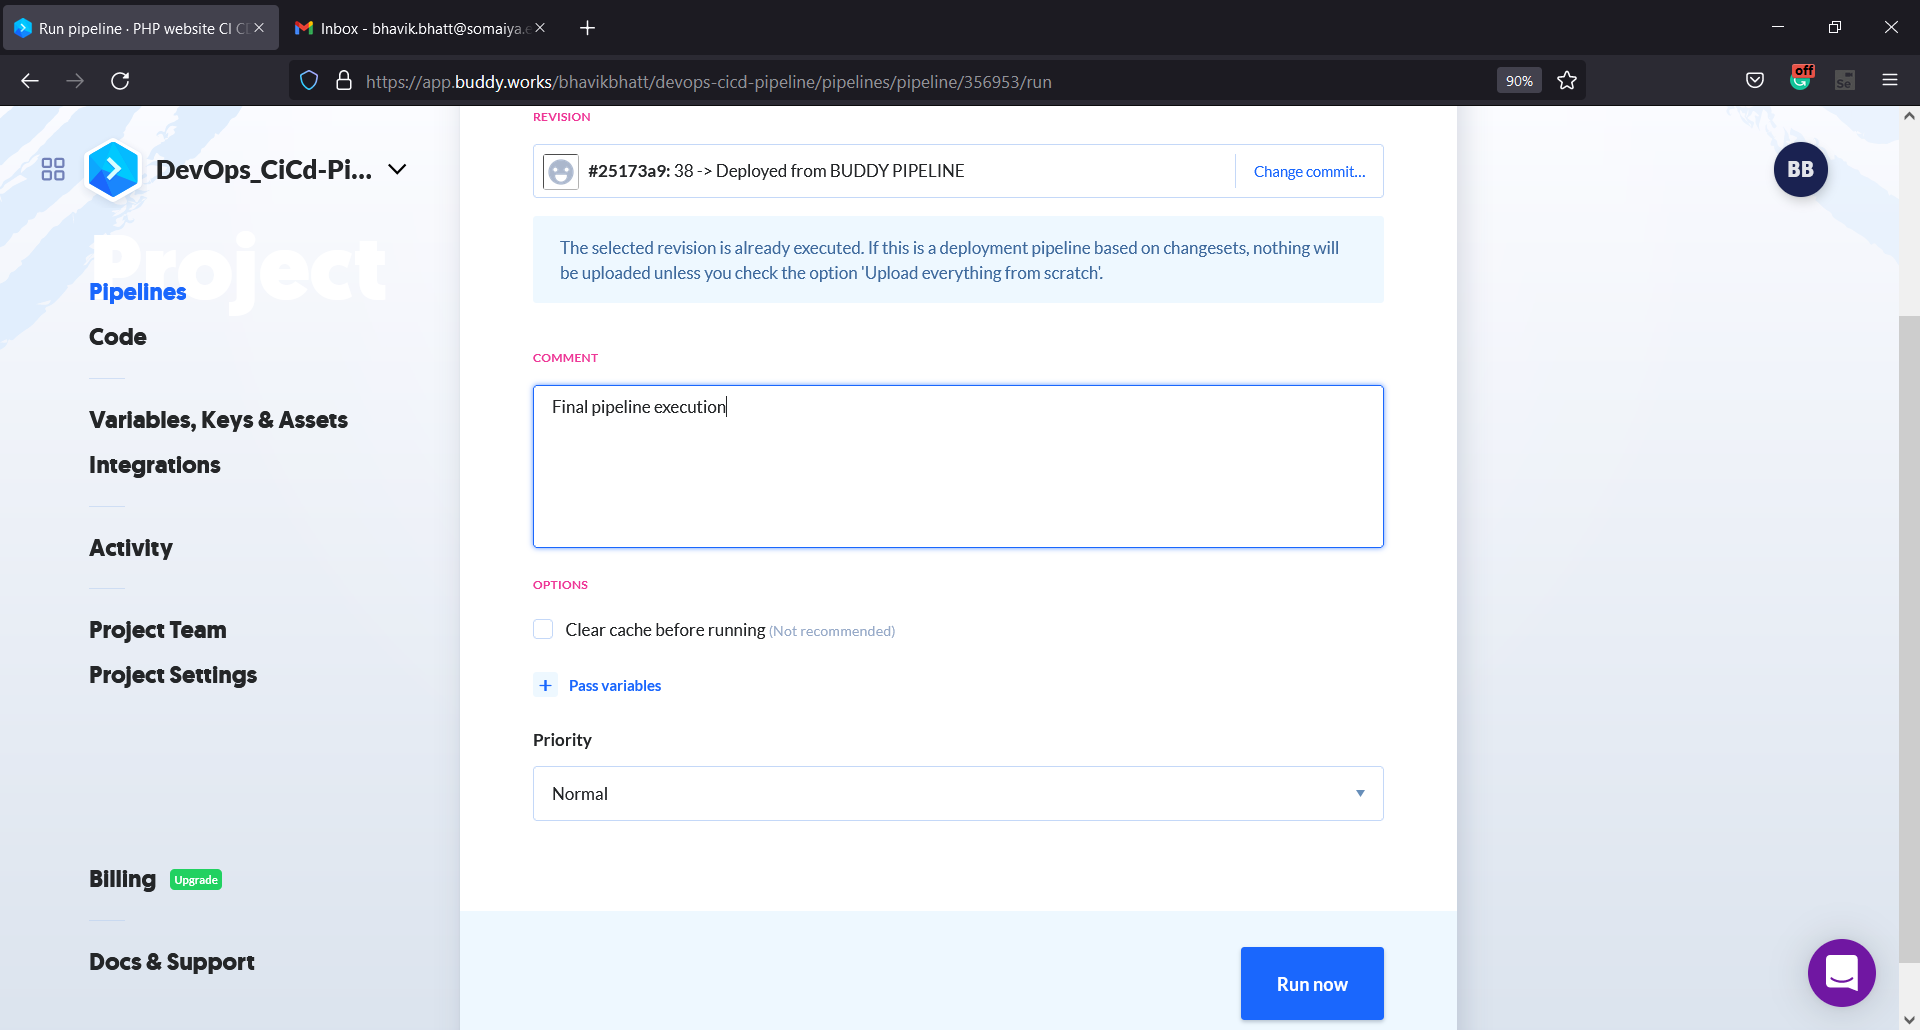 Run pipeline · PHP website CI CD
Inbox - bhavik.bhatt@somaiya.e
https://app.buddy.works/bhavikbhatt/devops-cicd-pipeline/pipelines/pipeline/356953/run
90%
off
Se
DevOps_CiCd-Pi...
BB
Project
Pipelines
Code
Variables, Keys & Assets
Integrations
Activity
Project Team
Project Settings
Billing Upgrade
Docs & Support
REVISION
#25173a9: 38 -> Deployed from BUDDY PIPELINE
Change commit...
The selected revision is already executed. If this is a deployment pipeline based on changesets, nothing will
be uploaded unless you check the option 'Upload everything from scratch'.
COMMENT
Final pipeline execution
OPTIONS
Clear cache before running (Not recommended)
+ Pass variables
Priority
Normal
Run now